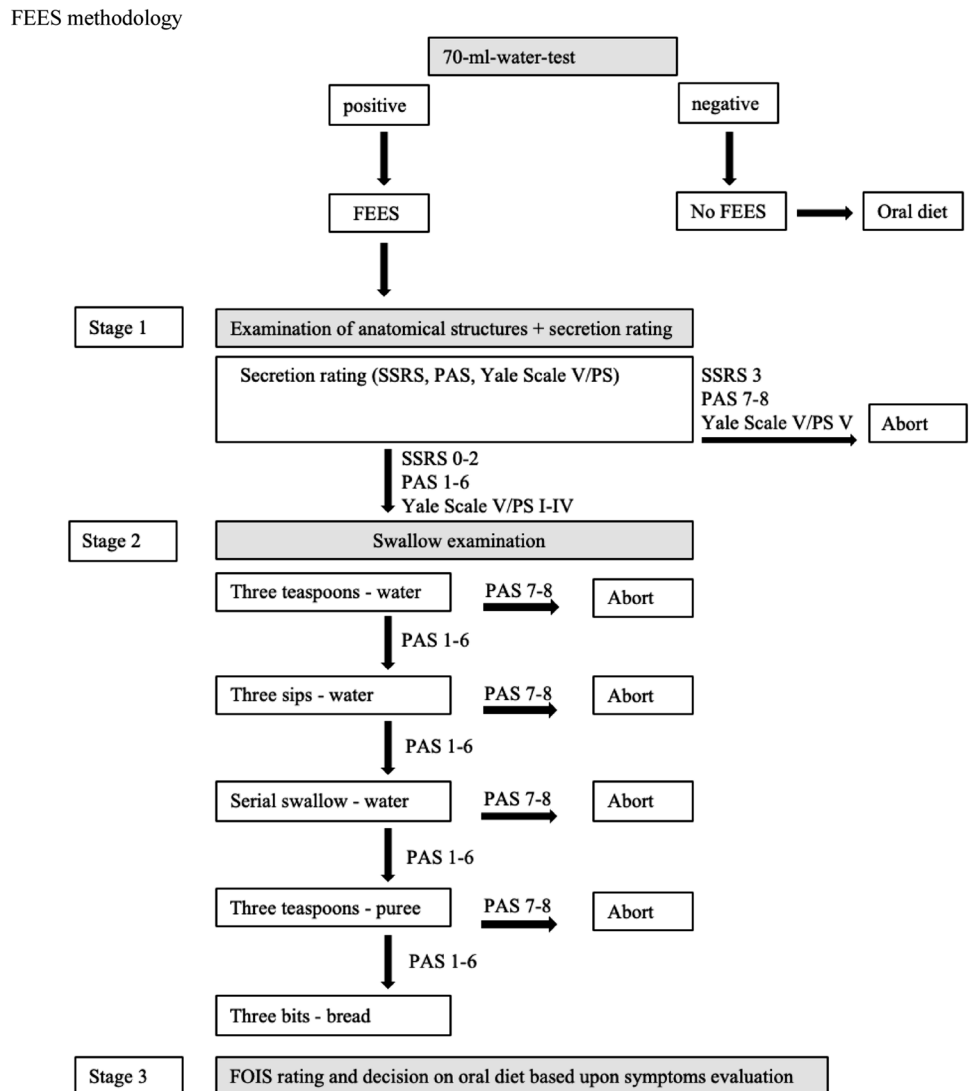 FEES methodology
70-ml-water-test
positive
negative
FEES
No FEES
Oral diet
Stage 1
Examination of anatomical structures + secretion rating
Secretion rating (SSRS, PAS, Yale Scale V/PS)
SSRS 3
PAS 7-8
Yale Scale V/PS V
Abort
SSRS 0-2
PAS 1-6
Yale Scale V/PS I-IV
Stage 2
Swallow examination
Three teaspoons - water
PAS 7-8
Abort
PAS 1-6
Three sips - water
PAS 7-8
Abort
PAS 1-6
Serial swallow - water
PAS 7-8
Abort
PAS 1-6
Three teaspoons - puree
PAS 7-8
Abort
PAS 1-6
Three bits - bread
Stage 3
FOIS rating and decision on oral diet based upon symptoms evaluation